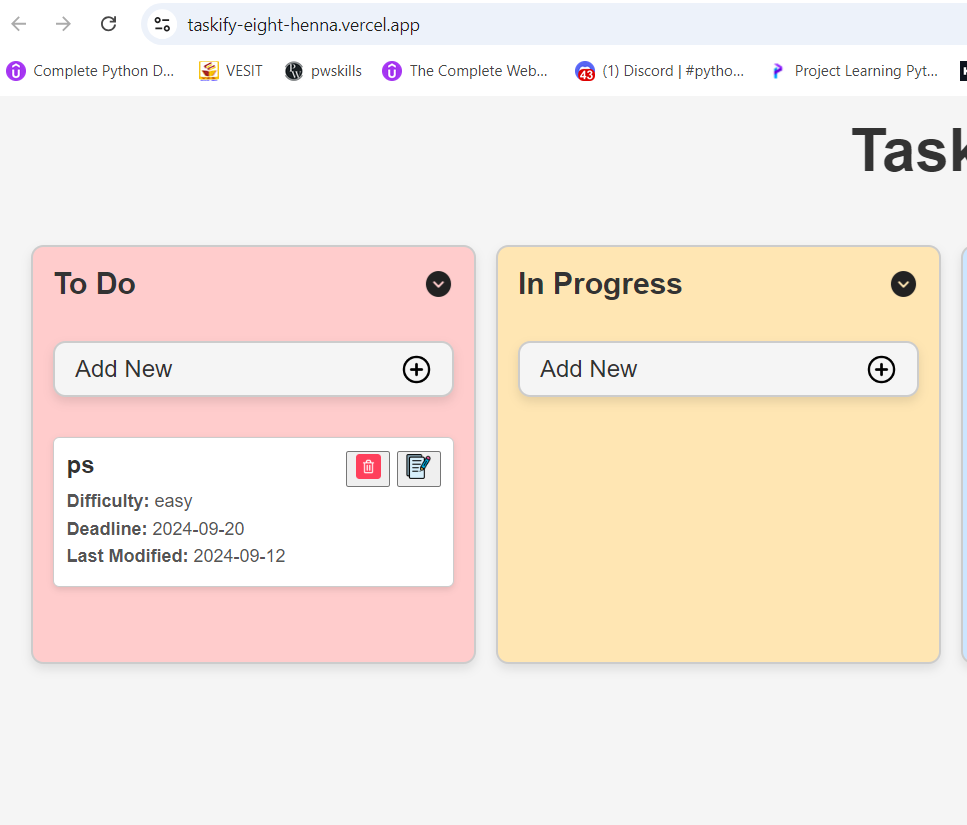 taskify-eight-henna.vercel.app
Complete Python D... VESIT pwskills The Complete Web... 43 (1) Discord | #pytho... Project Learning Pyt...
Task
To Do
Add New
ps
Difficulty: easy
Deadline: 2024-09-20
Last Modified: 2024-09-12
In Progress
Add New